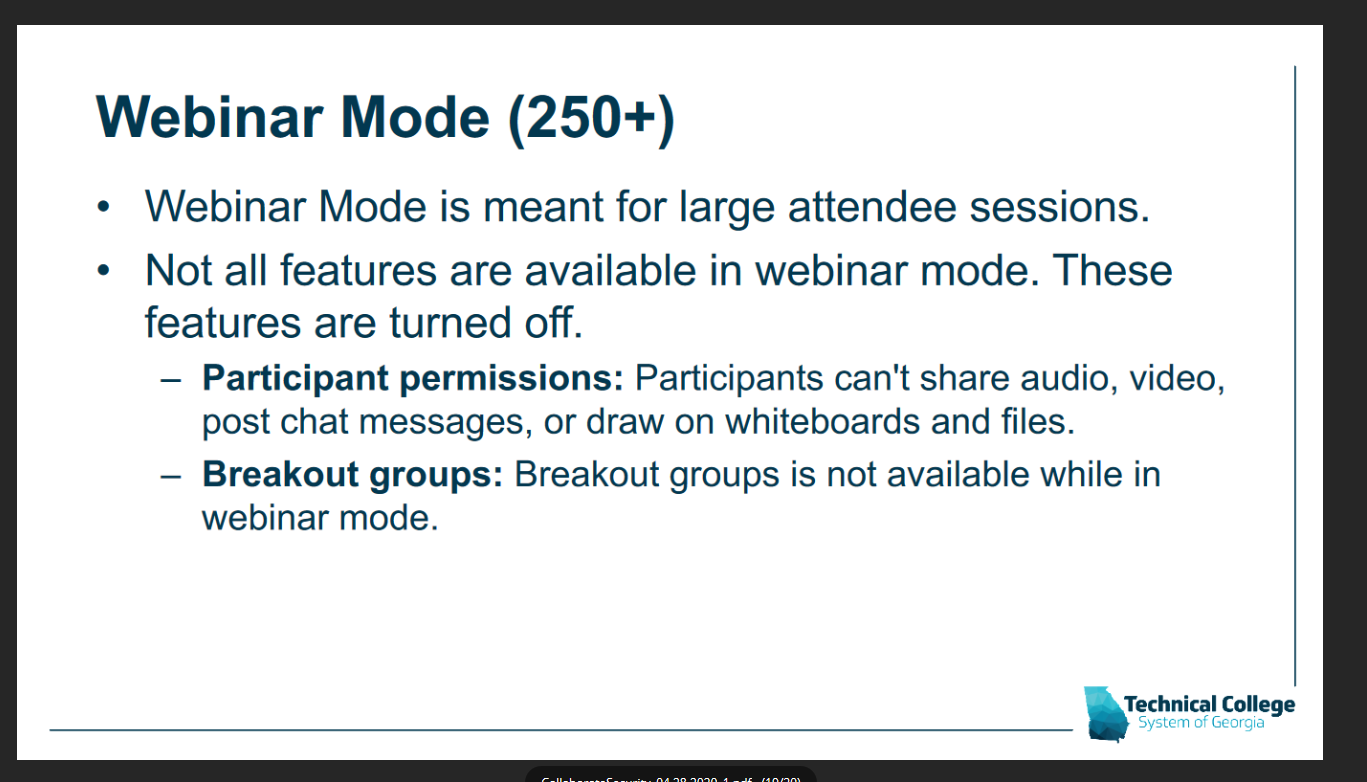 Webinar Mode (250+)
• Webinar Mode is meant for large attendee sessions.
• Not all features are available in webinar mode. These
features are turned off.
– Participant permissions: Participants can't share audio, video,
post chat messages, or draw on whiteboards and files.
– Breakout groups: Breakout groups is not available while in
webinar mode.
Technical College
System of Georgia